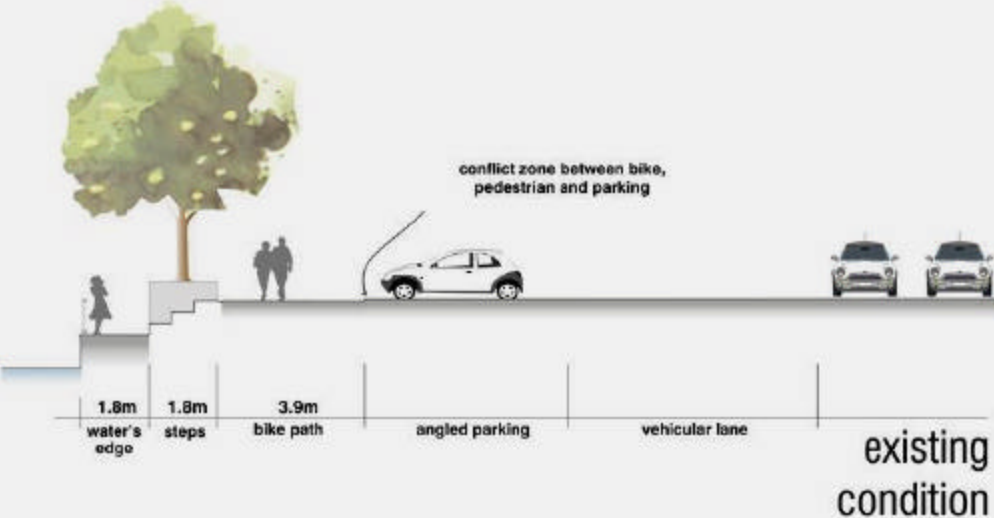 conflict zone between bike,
pedestrian and parking
1.8m
water's
edge
1.8m
steps
3.9m
bike path
angled parking
vehicular lane
existing
condition